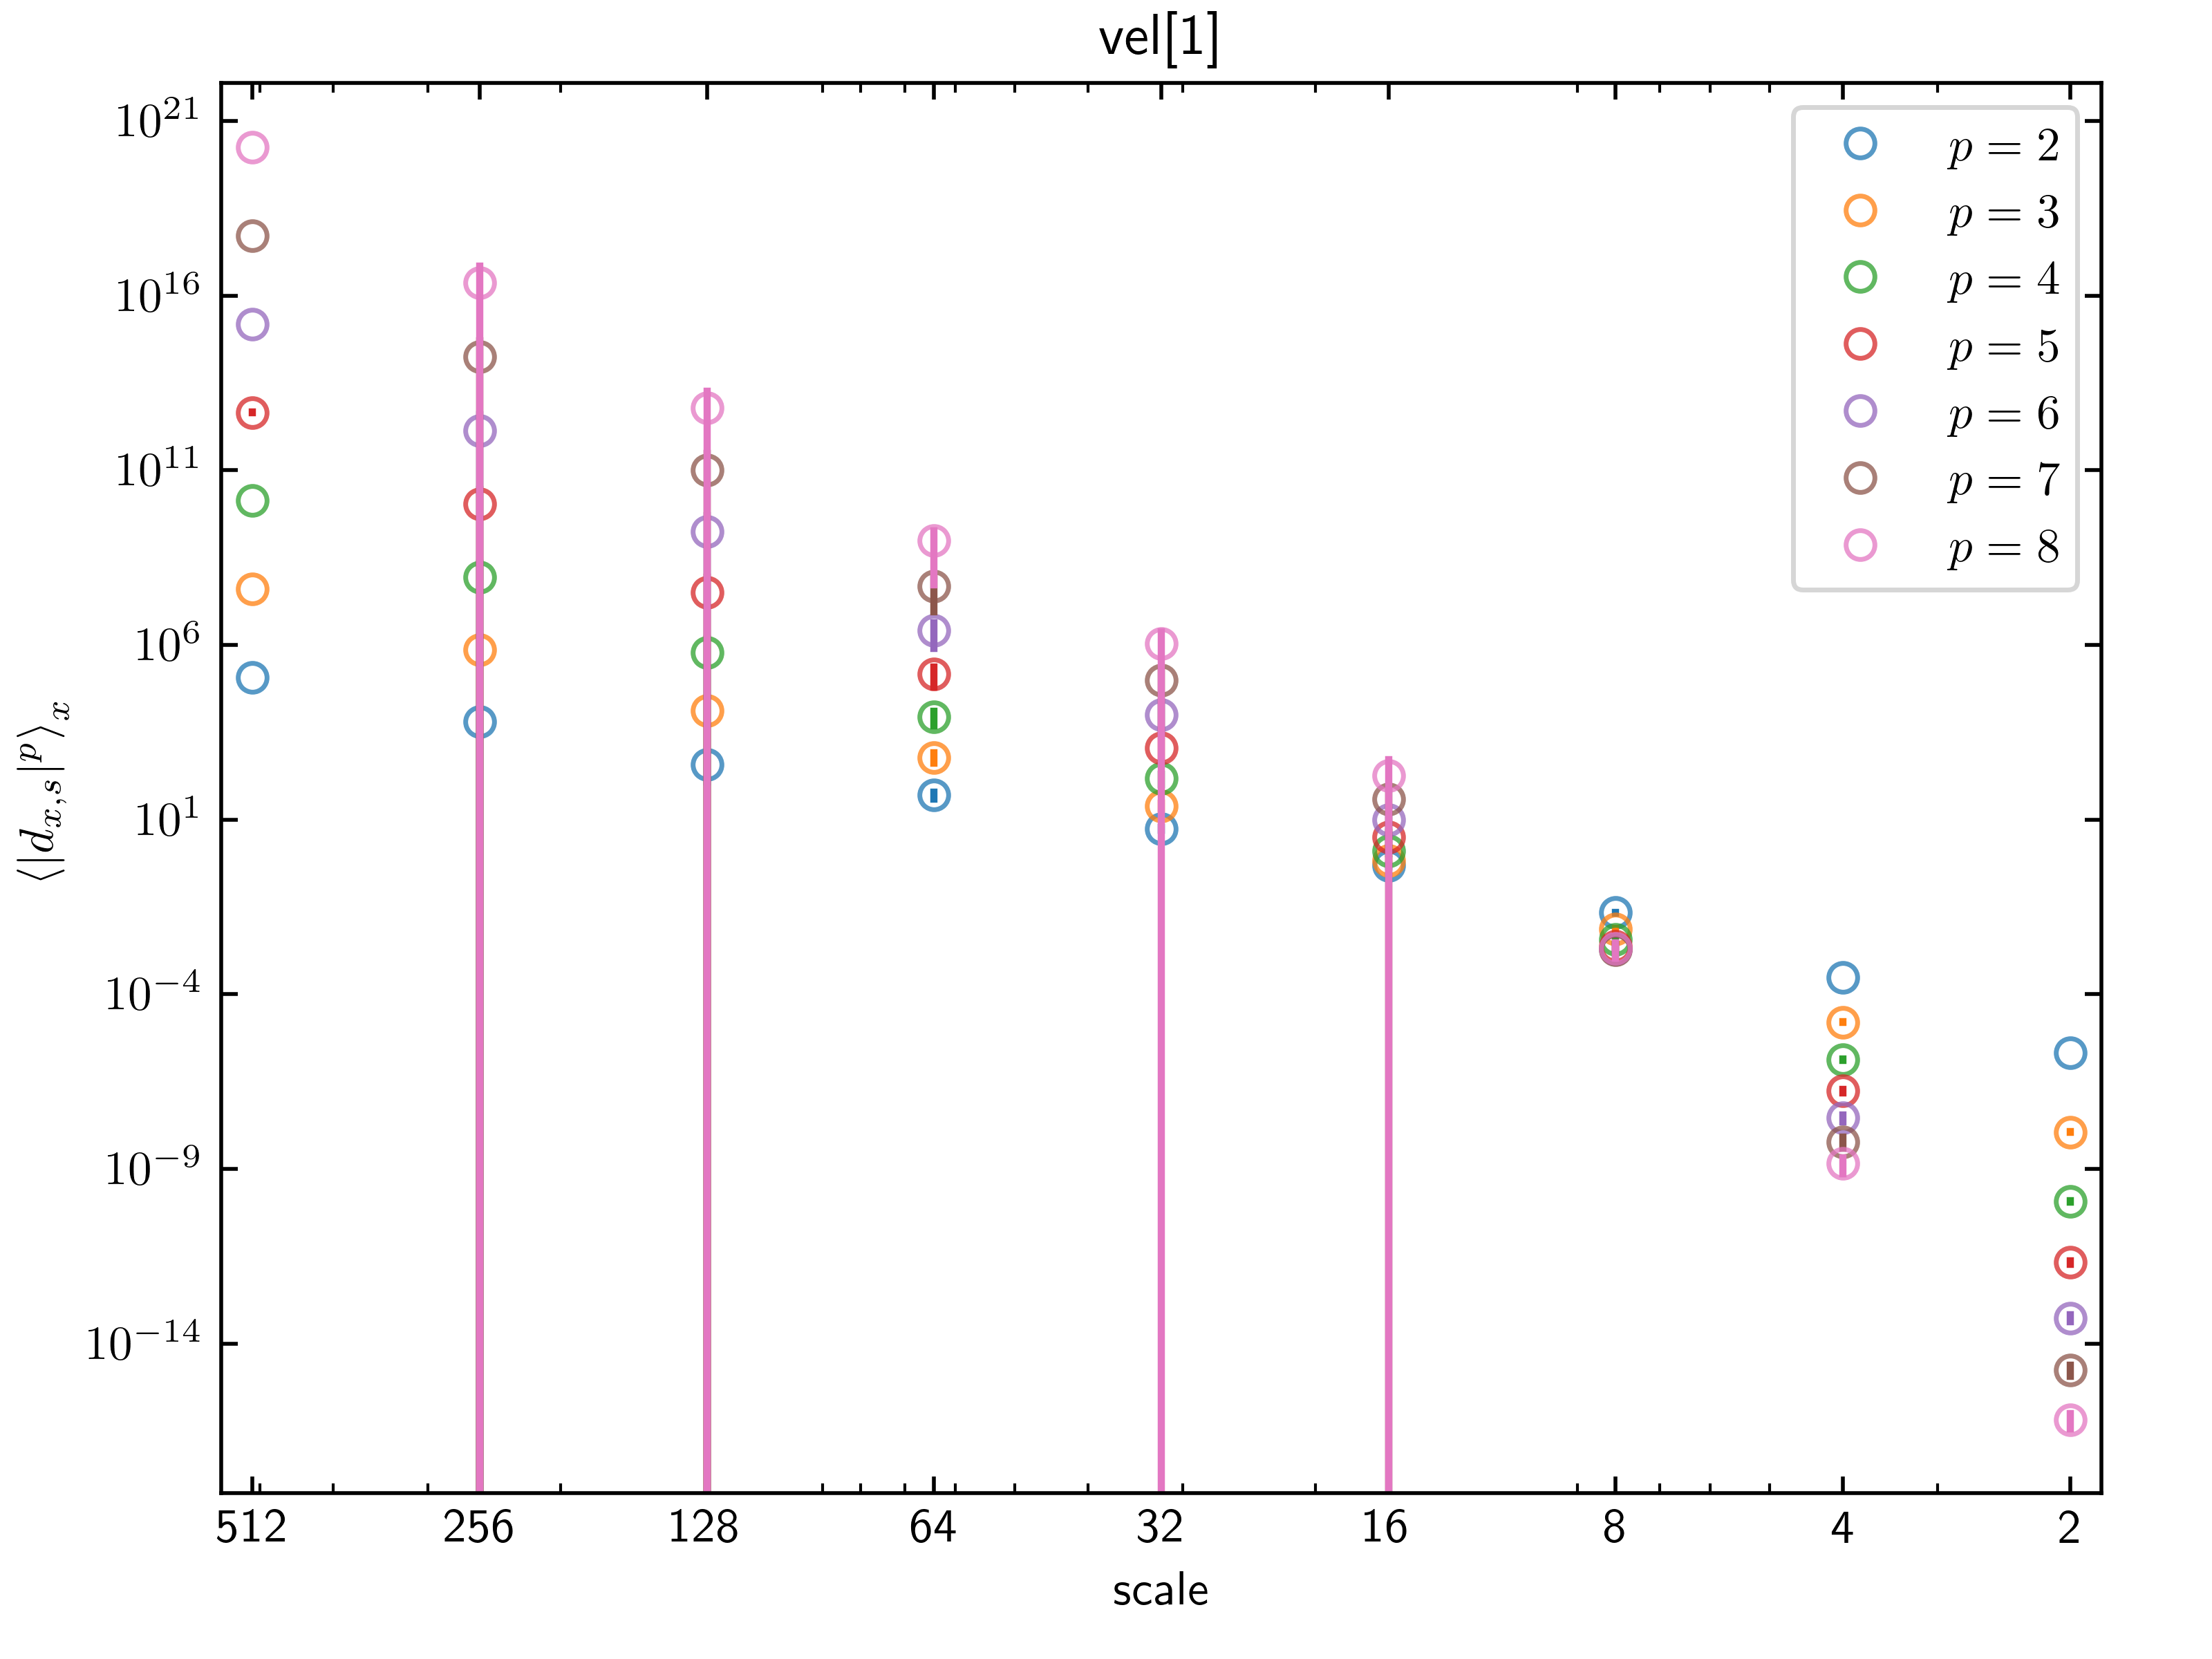 vel[1]
10^21
10^16
10^11
10^6
10^1
10^−4
10^−9
10^−14
⟨|d_{x,s}|^p⟩_x
p = 2
p = 3
p = 4
p = 5
p = 6
p = 7
p = 8
512 256 128 64 32 16 8 4 2
scale